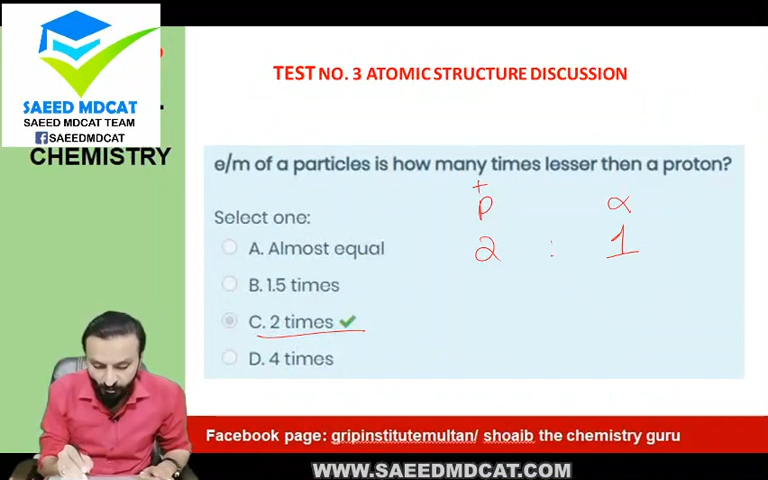 SAEED MDCAT
SAEED MDCAT TEAM
SAEEDMDCAT
CHEMISTRY
TEST NO. 3 ATOMIC STRUCTURE DISCUSSION
e/m of a particles is how many times lesser then a proton?
Select one:
A. Almost equal
B. 1.5 times
C. 2 times
D. 4 times
p+ α
2 : 1
Facebook page: gripinstitutemultan/ shoaib the chemistry guru
WWW.SAEEDMDCAT.COM